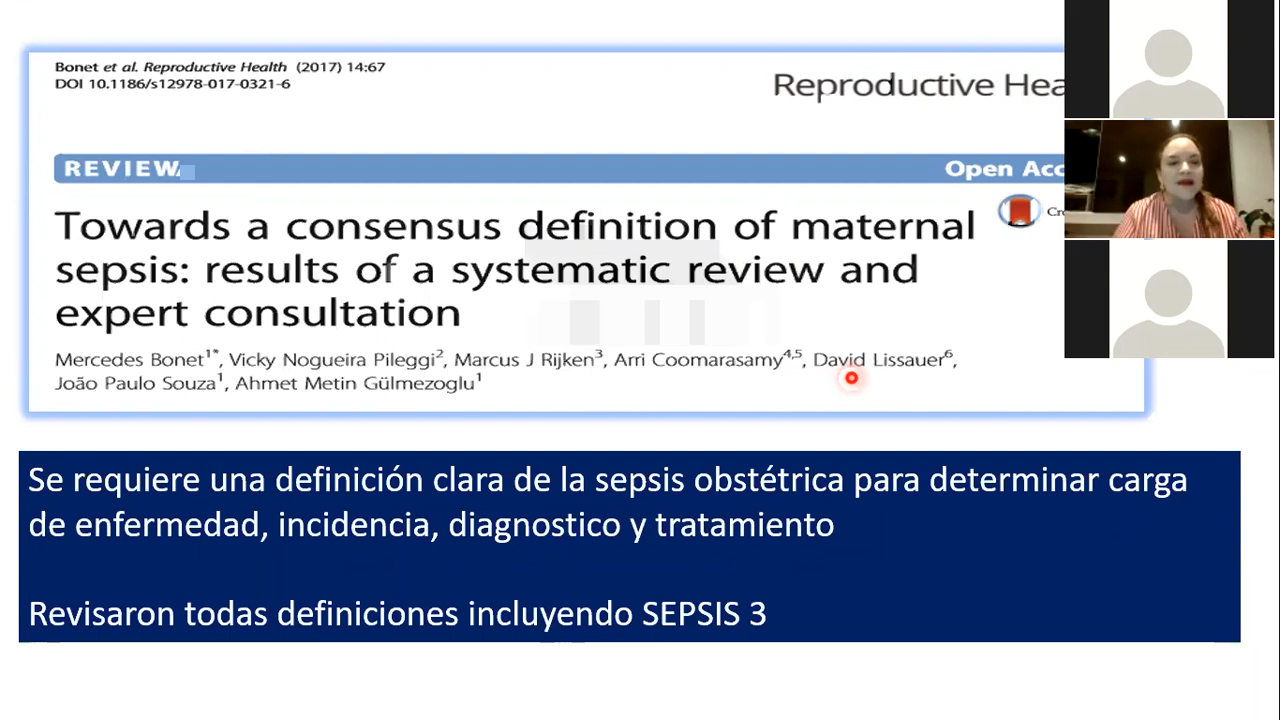 Bonet et al. Reproductive Health (2017) 14:67
DOI 10.1186/s12978-017-0321-6
Reproductive Hea
REVIEW
Open Acc
Towards a consensus definition of maternal
sepsis: results of a systematic review and
expert consultation
Mercedes Bonet1*, Vicky Nogueira Pileggi2, Marcus J Rijken3, Arri Coomarasamy4,5, David Lissauer6,
João Paulo Souza1, Ahmet Metin Gülmezoglu1
Se requiere una definición clara de la sepsis obstétrica para determinar carga
de enfermedad, incidencia, diagnostico y tratamiento
Revisaron todas definiciones incluyendo SEPSIS 3